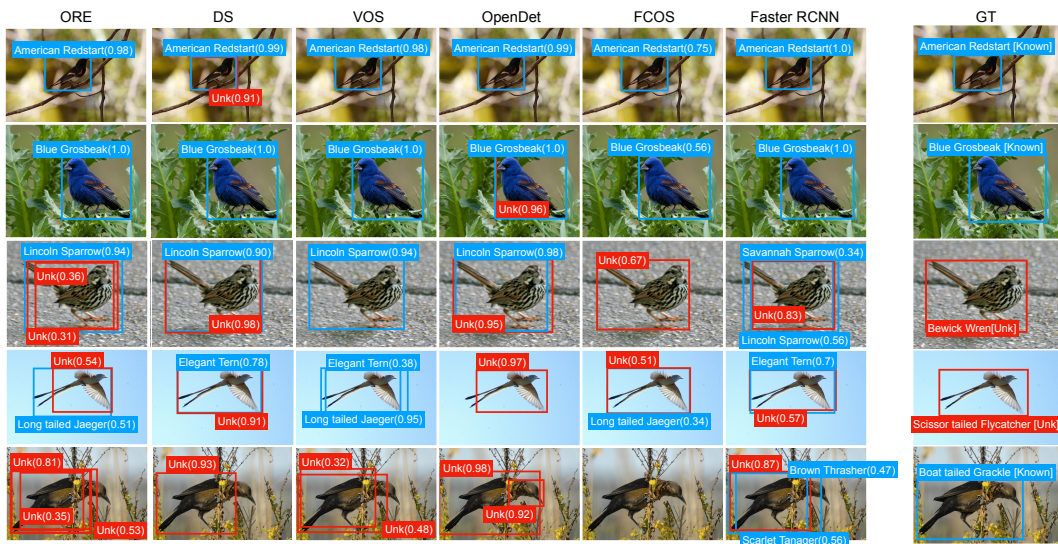 ORE DS VOS OpenDet FCOS Faster RCNN GT
American Redstart(0.98) American Redstart(0.99) American Redstart(0.98) American Redstart(0.99) American Redstart(0.75) American Redstart(1.0) American Redstart [Known]
Unk(0.91)
Blue Grosbeak(1.0) Blue Grosbeak(1.0) Blue Grosbeak(1.0) Blue Grosbeak(1.0) Blue Grosbeak(0.56) Blue Grosbeak(1.0) Blue Grosbeak [Known]
Unk(0.96)
Lincoln Sparrow(0.94) Lincoln Sparrow(0.90) Lincoln Sparrow(0.94) Lincoln Sparrow(0.98) Unk(0.67) Savannah Sparrow(0.34)
Unk(0.36)
Unk(0.31) Unk(0.98) Unk(0.95) Unk(0.83) Bewick Wren[Unk]
Lincoln Sparrow(0.56)
Unk(0.54) Elegant Tern(0.78) Elegant Tern(0.38) Unk(0.97) Unk(0.51) Elegant Tern(0.7)
Long tailed Jaeger(0.51) Unk(0.91) Long tailed Jaeger(0.95) Long tailed Jaeger(0.34) Unk(0.57) Scissor tailed Flycatcher [Unk]
Unk(0.81) Unk(0.93) Unk(0.32) Unk(0.98) Unk(0.87) Brown Thrasher(0.47) Boat tailed Grackle [Known]
Unk(0.35) Unk(0.92)
Unk(0.53) Unk(0.48) Scarlet Tanager(0.56)